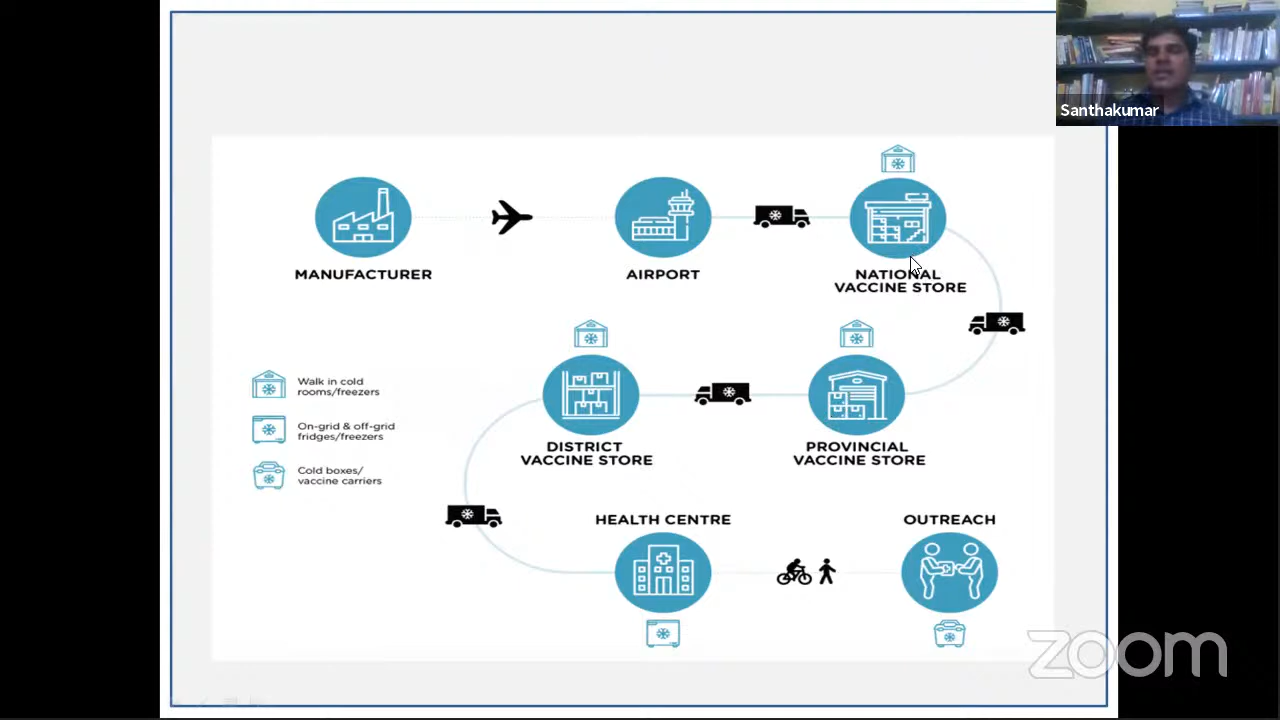 Santhakumar
MANUFACTURER
AIRPORT
NATIONAL
VACCINE STORE
Walk in cold
rooms/freezers
On-grid & off-grid
fridges/freezers
Cold boxes/
vaccine carriers
DISTRICT
VACCINE STORE
PROVINCIAL
VACCINE STORE
HEALTH CENTRE
OUTREACH
zoom